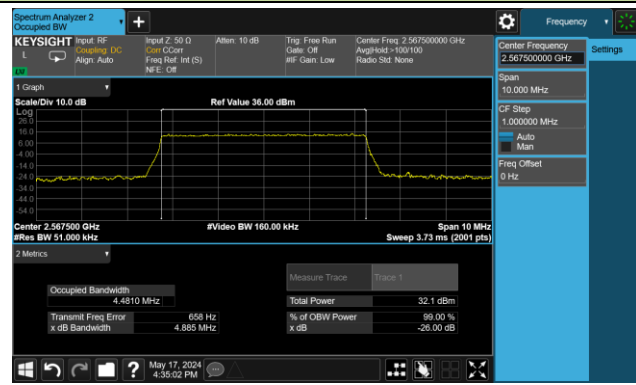 Spectrum Analyzer 2
Occupied BW
Frequency
KEYSIGHT
L
Input: RF
Coupling: DC
Align: Auto
Input Z: 50 Ω
Corr CCorr
Freq Ref: Int (S)
NFE: Off
Atten: 10 dB
Trig: Free Run
Gate: Off
#IF Gain: Low
Center Freq: 2.567500000 GHz
Avg|Hold:>100/100
Radio Std: None
Center Frequency
2.567500000 GHz
Settings
Span
10.000 MHz
CF Step
1.000000 MHz
Auto
Man
Freq Offset
0 Hz
1 Graph
Scale/Div 10.0 dB
Ref Value 36.00 dBm
Log
26.0
16.0
6.00
-4.00
-14.0
-24.0
-34.0
-44.0
-54.0
Center 2.567500 GHz
#Video BW 160.00 kHz
Span 10 MHz
#Res BW 51.000 kHz
Sweep 3.73 ms (2001 pts)
2 Metrics
Measure Trace
Trace 1
Occupied Bandwidth
4.4810 MHz
Total Power
32.1 dBm
Transmit Freq Error
658 Hz
% of OBW Power
99.00 %
x dB Bandwidth
4.885 MHz
x dB
-26.00 dB
May 17, 2024
4:35:02 PM